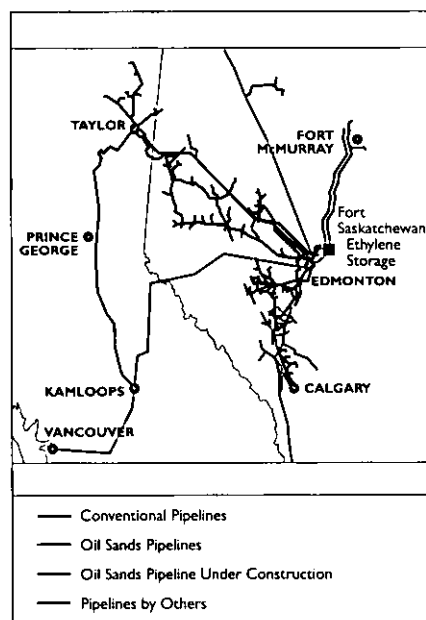 TAYLOR
FORT
McMURRAY
PRINCE
GEORGE
Fort
Saskatchewan
Ethylene
Storage
EDMONTON
KAMLOOPS
CALGARY
VANCOUVER
Conventional Pipelines
Oil Sands Pipelines
Oil Sands Pipeline Under Construction
Pipelines by Others